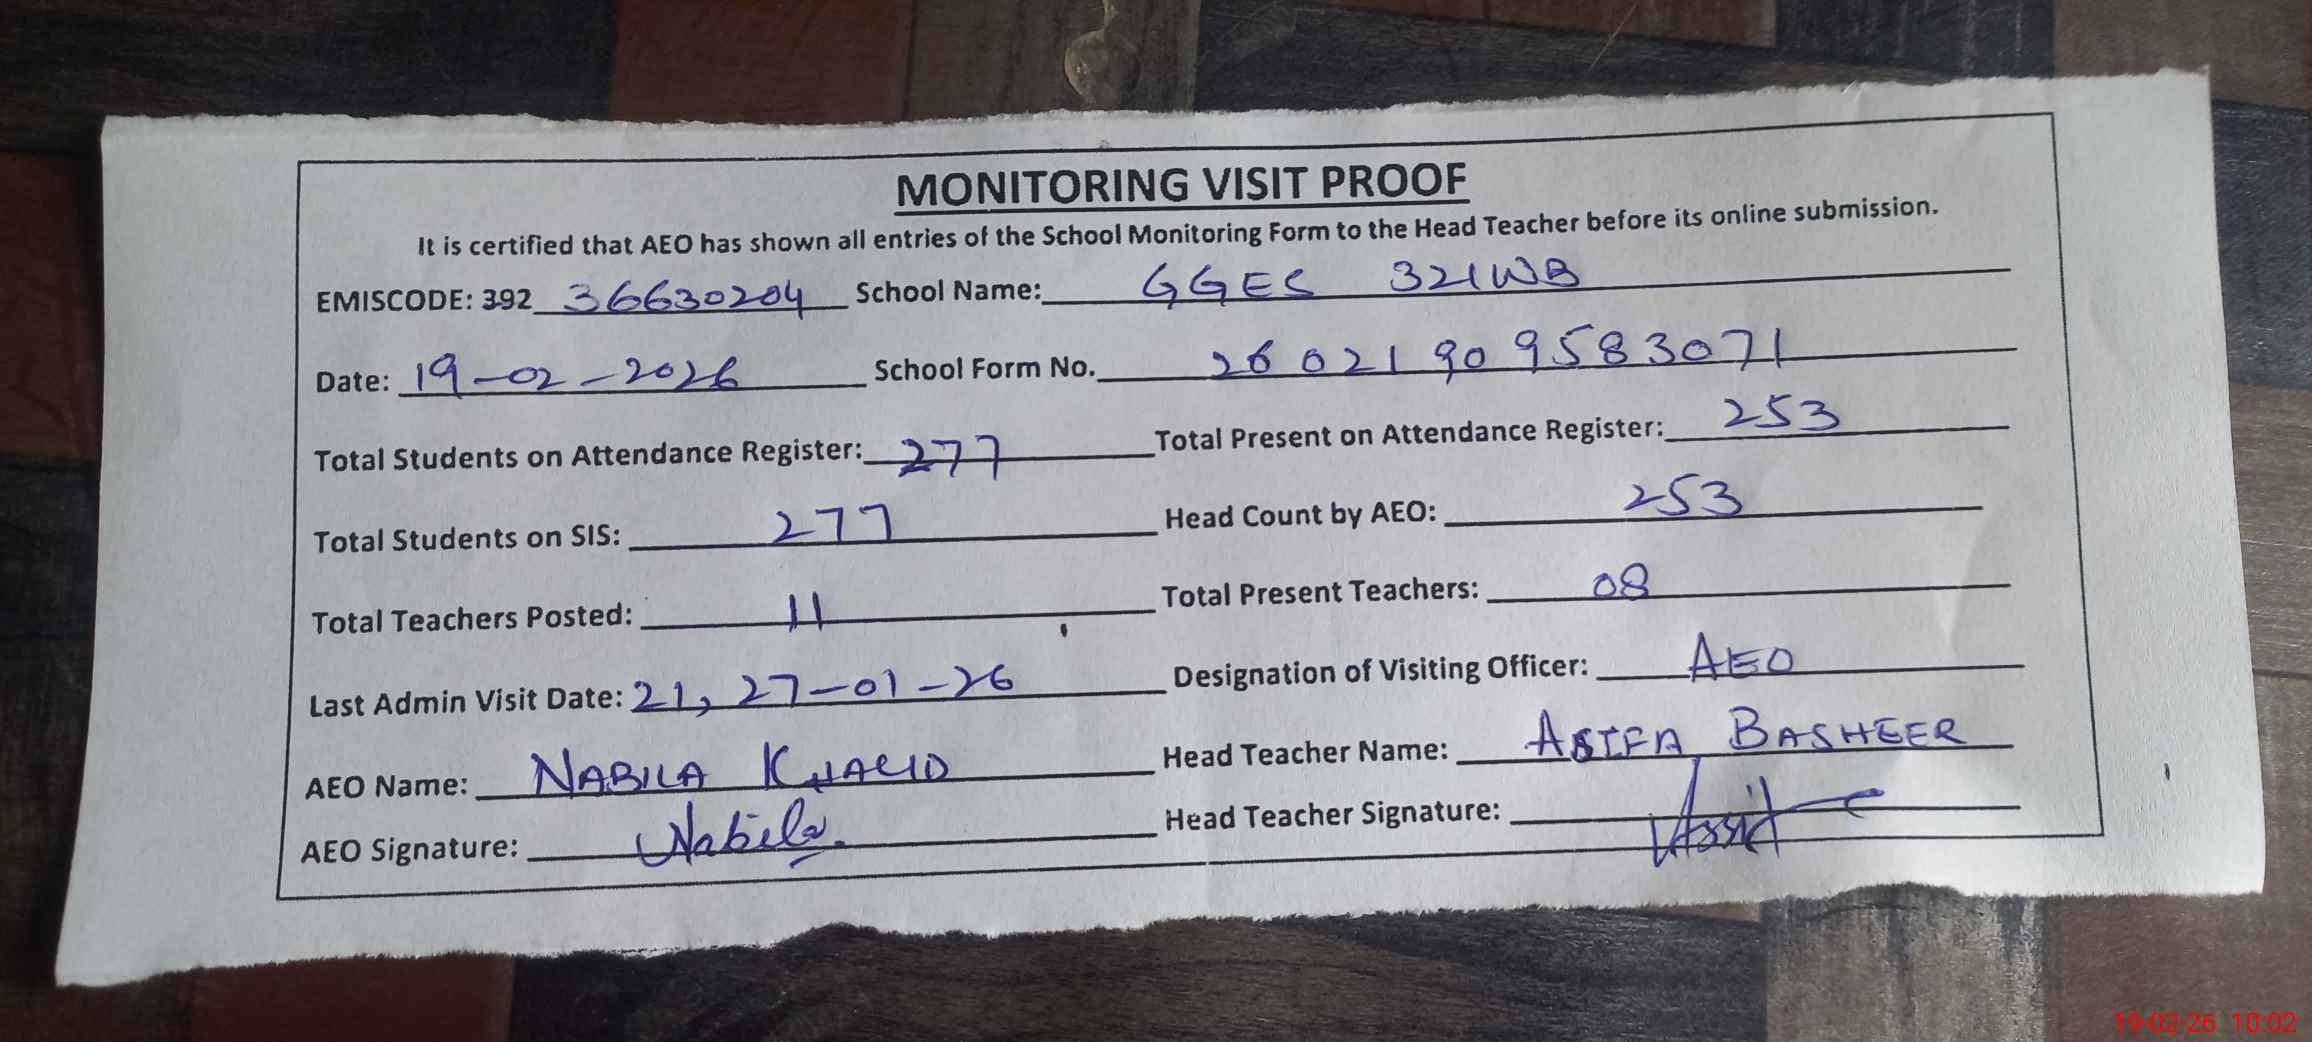 MONITORING VISIT PROOF
It is certified that AEO has shown all entries of the School Monitoring Form to the Head Teacher before its online submission.
EMISCODE: 392 36630204 School Name: GGES 321WB
Date: 19-02-2026 School Form No. 26021909583071
Total Students on Attendance Register: 277 Total Present on Attendance Register: 253
Total Students on SIS: 277 Head Count by AEO: 253
Total Teachers Posted: 11 Total Present Teachers: 08
Last Admin Visit Date: 21, 27-01-26 Designation of Visiting Officer: AEO
AEO Name: NABILA KHALID Head Teacher Name: ASIFA BASHEER
AEO Signature: Nabila Head Teacher Signature:
19-02-26 10:02